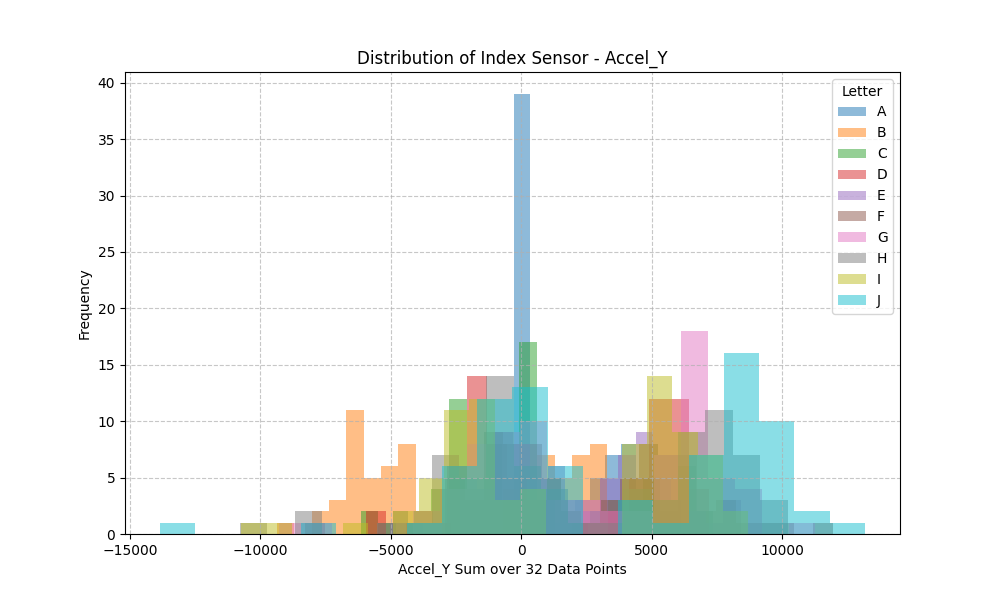 Distribution of Index Sensor - Accel_Y
Frequency
40
35
30
25
20
15
10
5
0
−15000
−10000
−5000
0
5000
10000
Accel_Y Sum over 32 Data Points
Letter
A
B
C
D
E
F
G
H
I
J